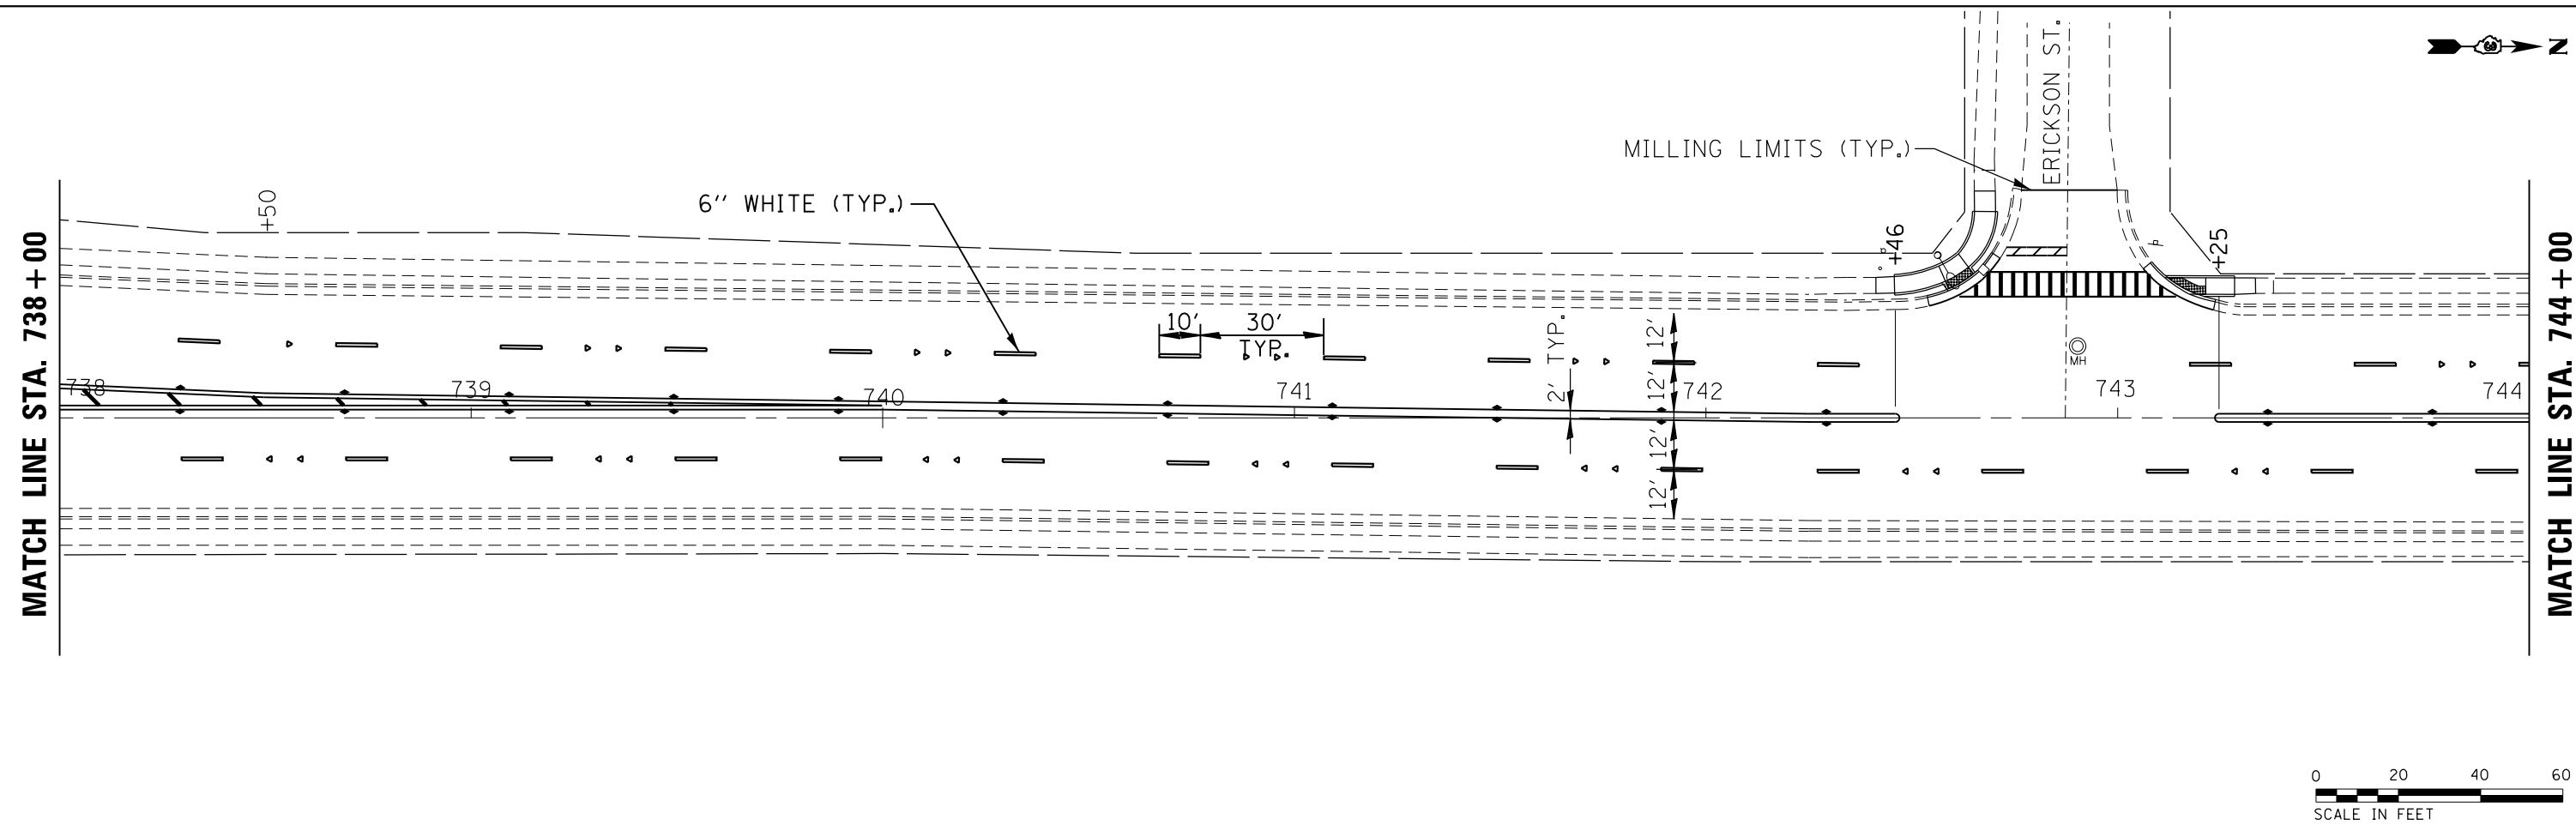 N
ERICKSON ST.
MILLING LIMITS (TYP.)
+50
6'' WHITE (TYP.)
+46
+25
MATCH LINE STA. 738+00
MATCH LINE STA. 744+00
10'
30'
TYP.
2' TYP.
12'
12'
12'
12'
MH
738
739
740
741
742
743
744
0 20 40 60
SCALE IN FEET